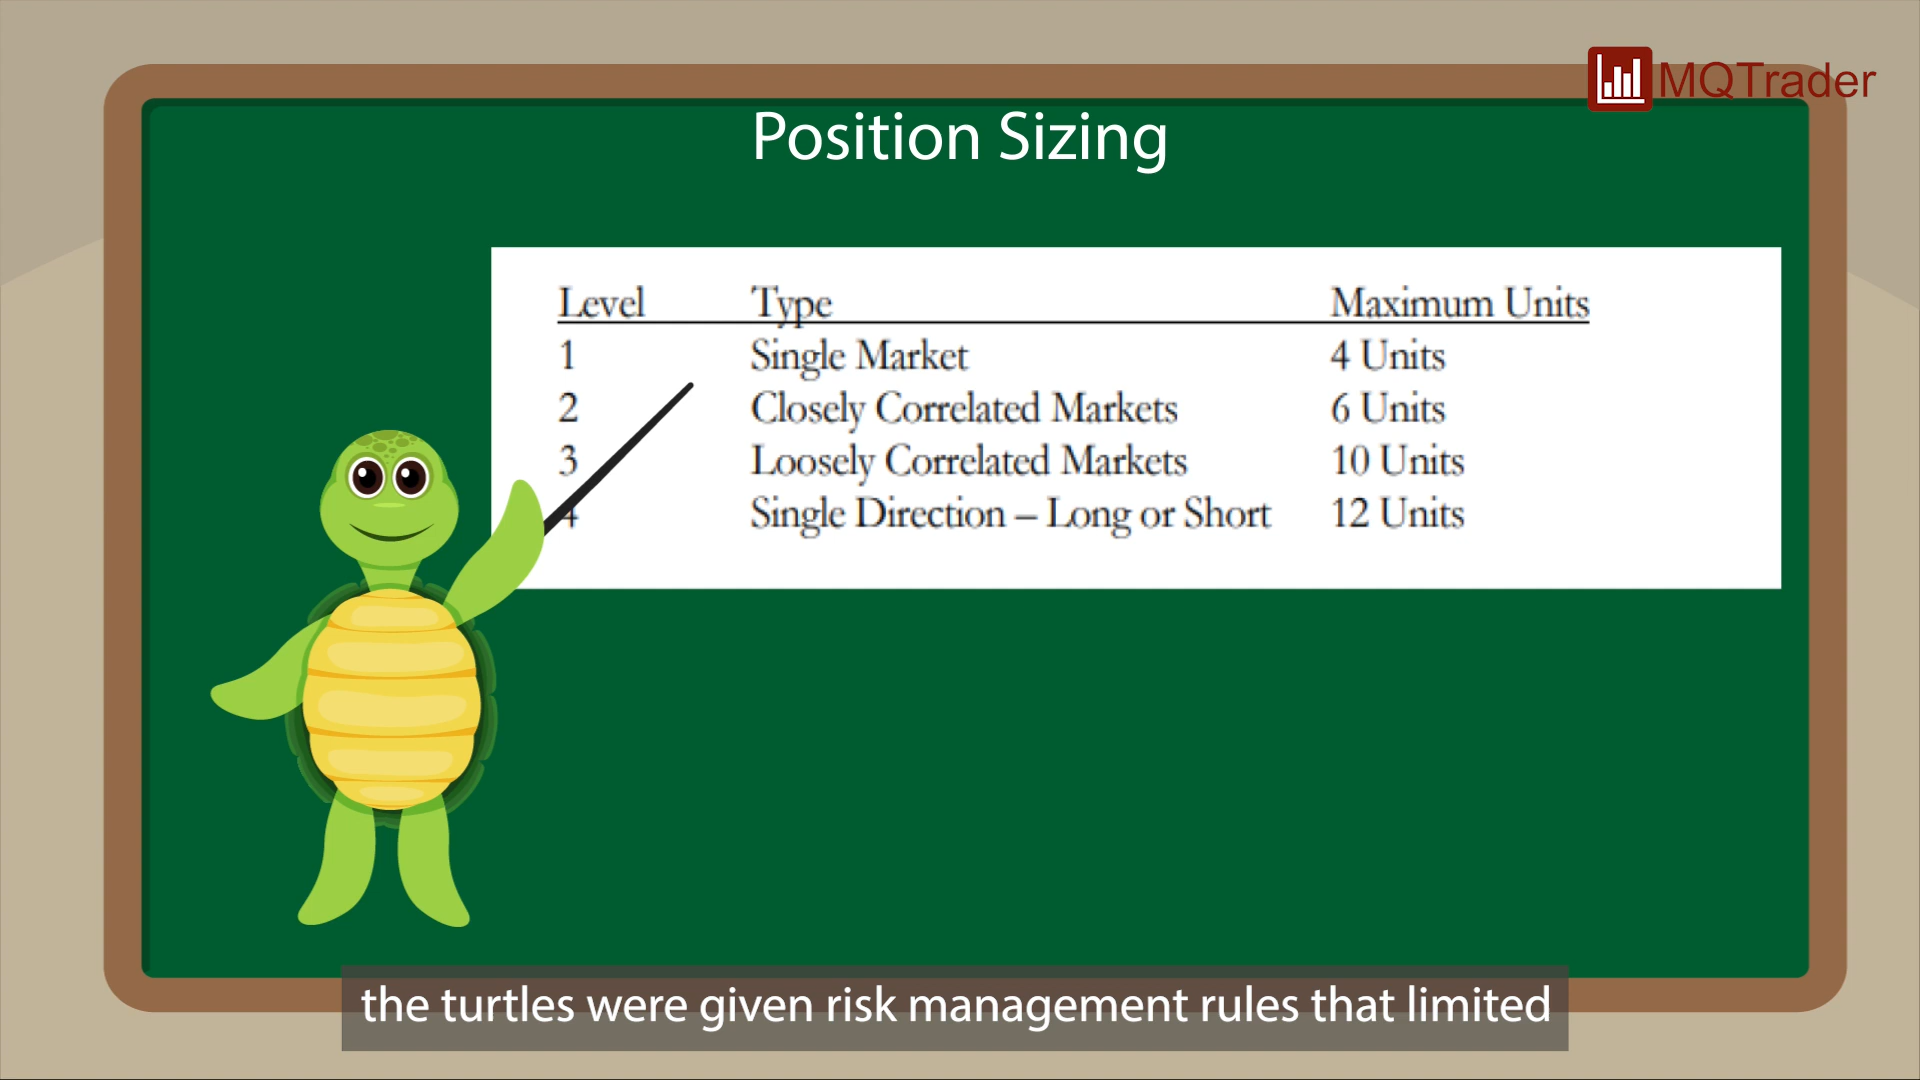 MQTrader
Position Sizing
Level Type Maximum Units
1 Single Market 4 Units
2 Closely Correlated Markets 6 Units
3 Loosely Correlated Markets 10 Units
4 Single Direction – Long or Short 12 Units
the turtles were given risk management rules that limited